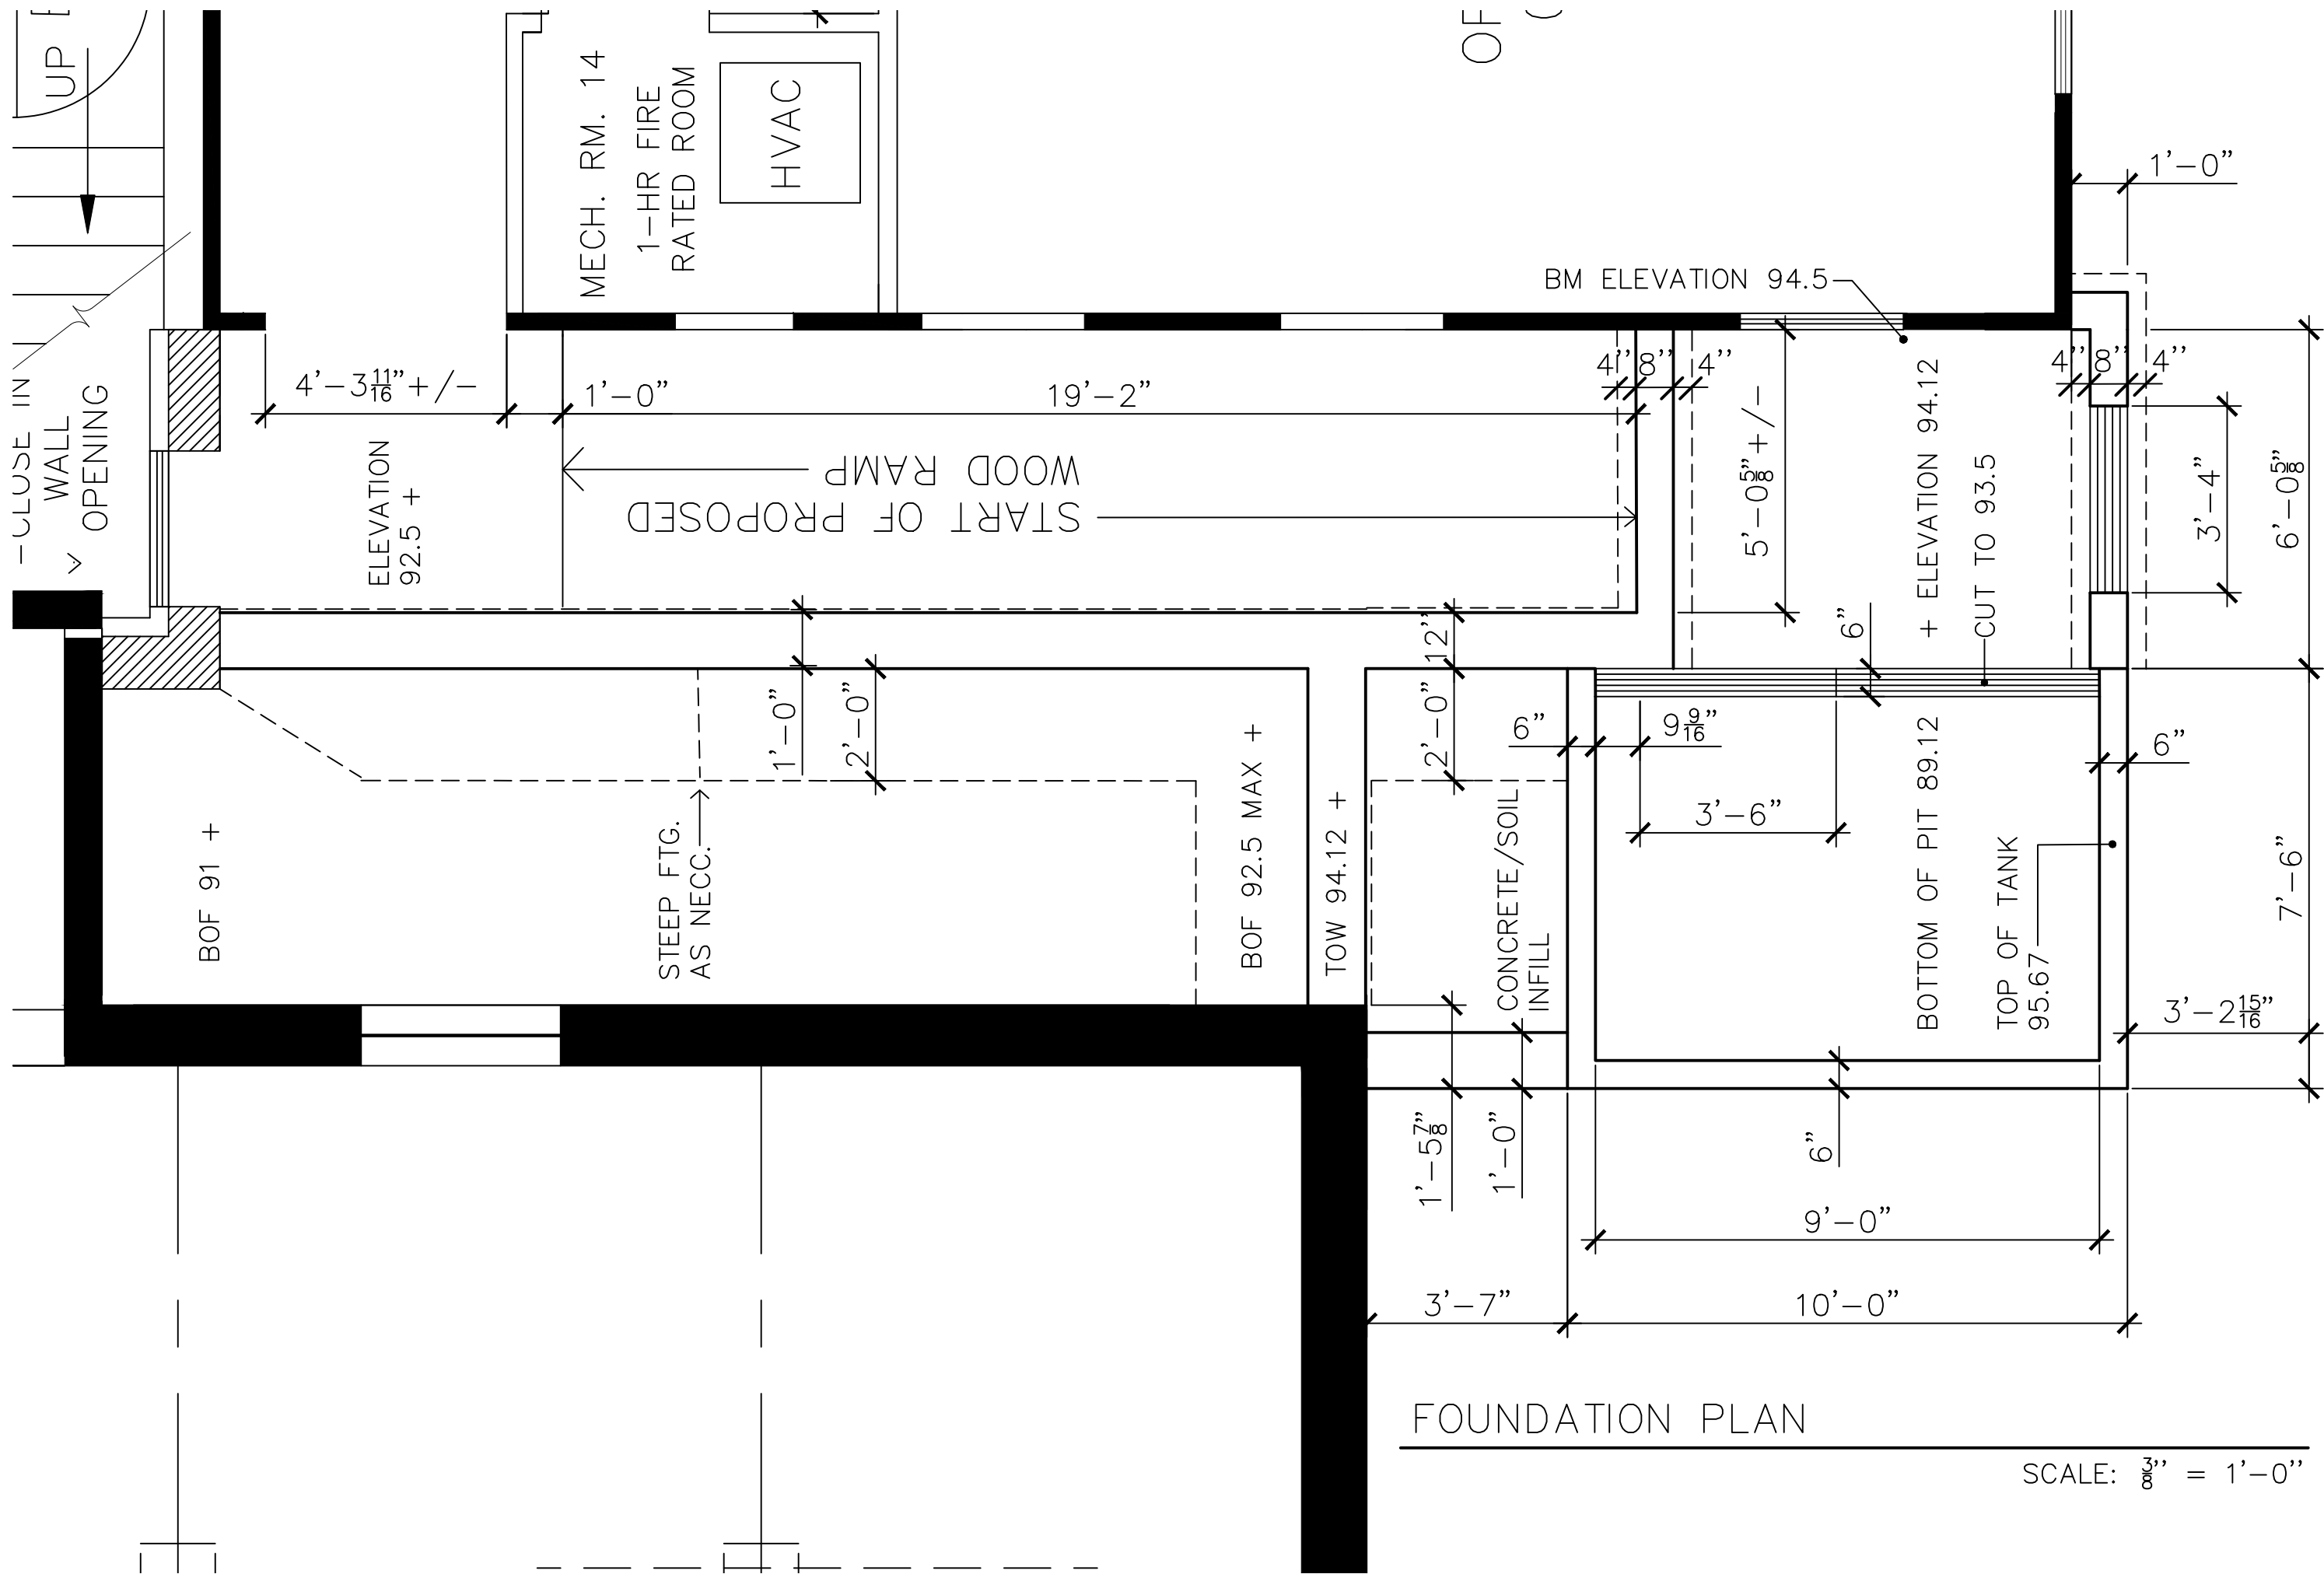 UP
MECH. RM. 14
1-HR FIRE
RATED ROOM
HVAC
OF
1'-0"
BM ELEVATION 94.5
WALL
OPENING
4'-3 11/16"+/-
1'-0"
19'-2"
4"
8"
4"
4"
8"
4"
5'-0 5/8"+/-
+ ELEVATION 94.12
CUT TO 93.5
3'-4"
6'-0 5/8"
ELEVATION
92.5 +
START OF PROPOSED
WOOD RAMP
6"
12"
1'-0"
2'-0"
2'-0"
6"
9 9/16"
6"
3'-6"
BOF 91 +
STEEP FTG.
AS NECC.
BOF 92.5 MAX +
TOW 94.12 +
CONCRETE/SOIL
INFILL
BOTTOM OF PIT 89.12
TOP OF TANK
95.67
7'-6"
3'-2 15/16"
1'-5 7/8"
1'-0"
6"
9'-0"
3'-7"
10'-0"
FOUNDATION PLAN
SCALE: 3/8'' = 1'-0''